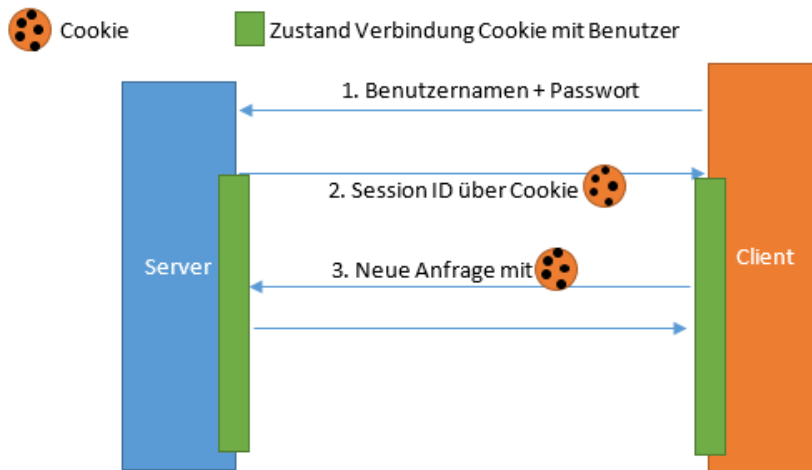 Cookie
Zustand Verbindung Cookie mit Benutzer
1. Benutzernamen + Passwort
2. Session ID über Cookie
Server
3. Neue Anfrage mit
Client